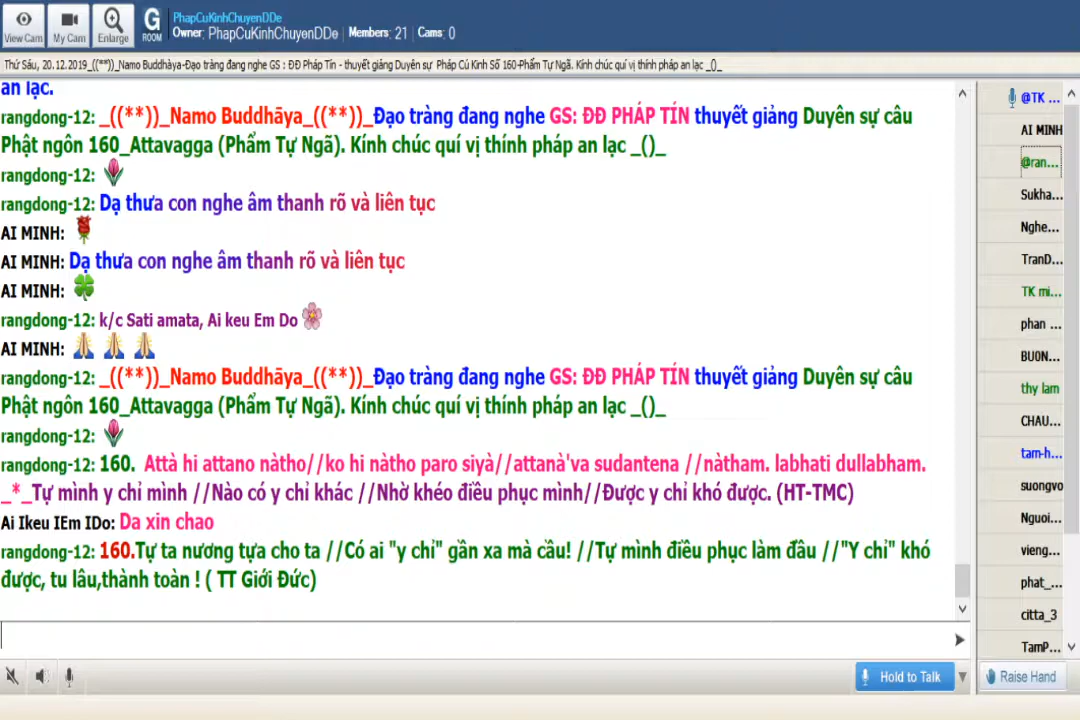 PhapCuKinhChuyenDDe
Owner: PhapCuKinhChuyenDDe | Members: 21 | Cams: 0
View Cam My Cam Enlarge G ROOM
Thứ Sáu, 20.12.2019_((**))_Namo Buddhàya-Đạo tràng đang nghe GS : ĐĐ Pháp Tín - thuyết giảng Duyên sự Pháp Cú Kinh Số 160-Phẩm Tự Ngã. Kính chúc quí vị thính pháp an lạc _()_
an lạc.
rangdong-12: _((**))_Namo Buddhāya_((**))_Đạo tràng đang nghe GS: ĐĐ PHÁP TÍN thuyết giảng Duyên sự câu
Phật ngôn 160_Attavagga (Phẩm Tự Ngã). Kính chúc quí vị thính pháp an lạc _()_
rangdong-12:
rangdong-12: Dạ thưa con nghe âm thanh rõ và liên tục
AI MINH:
AI MINH: Dạ thưa con nghe âm thanh rõ và liên tục
AI MINH:
rangdong-12: k/c Sati amata, Ai keu Em Do
AI MINH:
rangdong-12: _((**))_Namo Buddhāya_((**))_Đạo tràng đang nghe GS: ĐĐ PHÁP TÍN thuyết giảng Duyên sự câu
Phật ngôn 160_Attavagga (Phẩm Tự Ngã). Kính chúc quí vị thính pháp an lạc _()_
rangdong-12:
rangdong-12: 160. Attà hi attano nàtho//ko hi nàtho paro siyà//attanà'va sudantena //nàtham. labhati dullabham.
_*_Tự mình y chỉ mình //Nào có y chỉ khác //Nhờ khéo điều phục mình//Được y chỉ khó được. (HT-TMC)
Ai Ikeu IEm IDo: Da xin chao
rangdong-12: 160.Tự ta nương tựa cho ta //Có ai "y chỉ" gần xa mà cầu! //Tự mình điều phục làm đầu //"Y chỉ" khó
được, tu lâu,thành toàn ! ( TT Giới Đức)
@TK ...
AI MINH
@ran...
Sukha...
Nghe...
TranD...
TK mi...
phan ...
BUON...
thy lam
CHAU...
tam-h...
suongvo
Nguoi...
vieng...
phat_...
citta_3
TamP...
Hold to Talk
Raise Hand